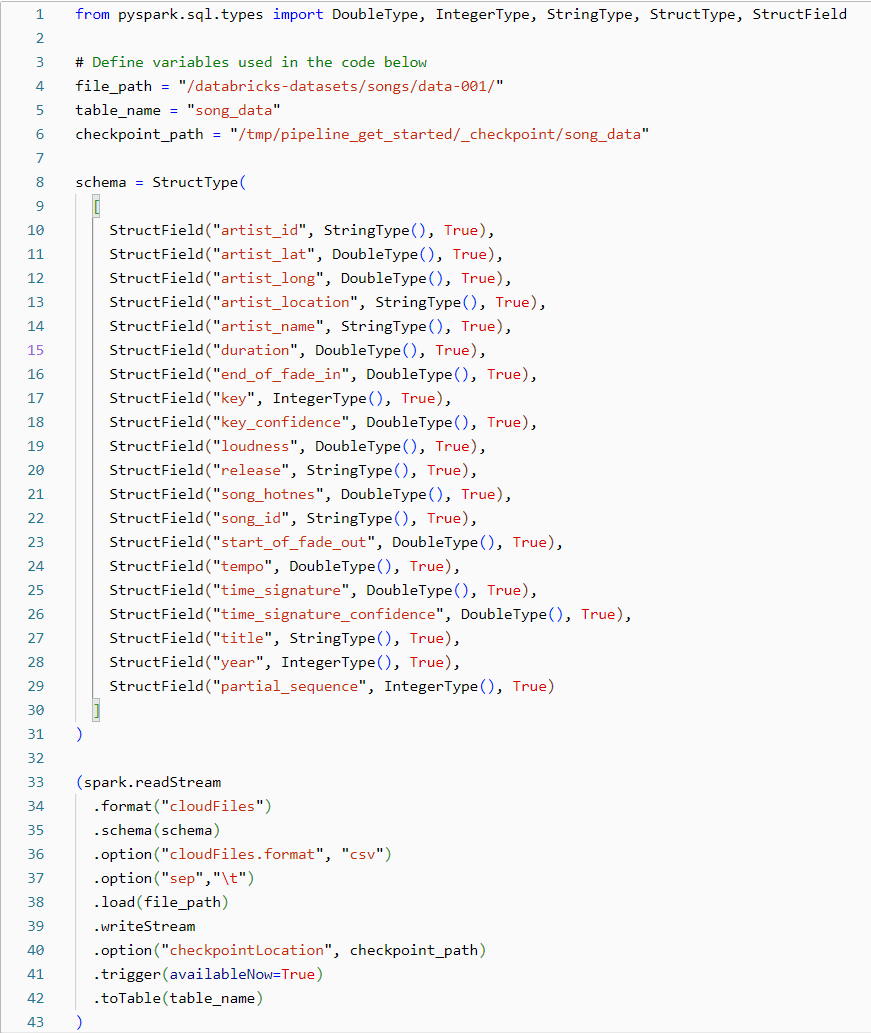 1 from pyspark.sql.types import DoubleType, IntegerType, StringType, StructType, StructField
2
3 # Define variables used in the code below
4 file_path = "/databricks-datasets/songs/data-001/"
5 table_name = "song_data"
6 checkpoint_path = "/tmp/pipeline_get_started/_checkpoint/song_data"
7
8 schema = StructType(
9 [
10 StructField("artist_id", StringType(), True),
11 StructField("artist_lat", DoubleType(), True),
12 StructField("artist_long", DoubleType(), True),
13 StructField("artist_location", StringType(), True),
14 StructField("artist_name", StringType(), True),
15 StructField("duration", DoubleType(), True),
16 StructField("end_of_fade_in", DoubleType(), True),
17 StructField("key", IntegerType(), True),
18 StructField("key_confidence", DoubleType(), True),
19 StructField("loudness", DoubleType(), True),
20 StructField("release", StringType(), True),
21 StructField("song_hotnes", DoubleType(), True),
22 StructField("song_id", StringType(), True),
23 StructField("start_of_fade_out", DoubleType(), True),
24 StructField("tempo", DoubleType(), True),
25 StructField("time_signature", DoubleType(), True),
26 StructField("time_signature_confidence", DoubleType(), True),
27 StructField("title", StringType(), True),
28 StructField("year", IntegerType(), True),
29 StructField("partial_sequence", IntegerType(), True)
30 ]
31 )
32
33 (spark.readStream
34 .format("cloudFiles")
35 .schema(schema)
36 .option("cloudFiles.format", "csv")
37 .option("sep","\t")
38 .load(file_path)
39 .writeStream
40 .option("checkpointLocation", checkpoint_path)
41 .trigger(availableNow=True)
42 .toTable(table_name)
43 )